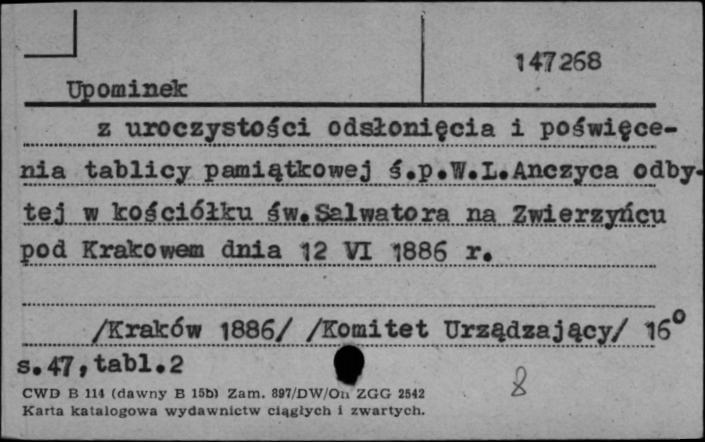 147268
Upominek
z uroczystości odsłonięcia i poświęce-
nia tablicy pamiątkowej ś.p.W.L.Anczyca odby-
tej w kościółku św.Salwatora na Zwierzyńcu
pod Krakowem dnia 12 VI 1886 r.
/Kraków 1886/ /Komitet Urządzający/ 16°
s.47,tabl.2
8
CWD B 114 (dawny B 15b) Zam. 897/DW/On ZGG 2542
Karta katalogowa wydawnictw ciągłych i zwartych.